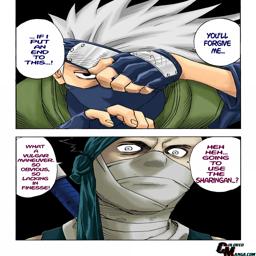 YOU'LL
FORGIVE
ME...
... IF I
PUT AN
END TO
THIS...!
HEH
HEH...
GOING
TO USE
THE
SHARINGAN...?
WHAT A
VULGAR
MANEUVER.
SO
OBVIOUS,
SO
LACKING IN
FINESSE!
COLORED
MANGA.COM